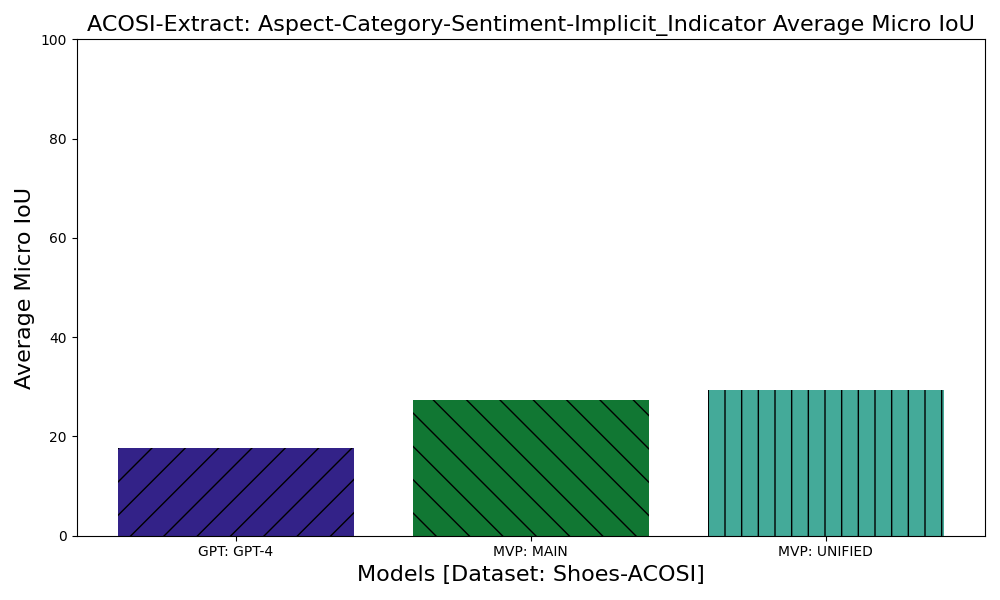 ACOSI-Extract: Aspect-Category-Sentiment-Implicit_Indicator Average Micro IoU
100
80
60
40
20
0
Average Micro IoU
GPT: GPT-4
MVP: MAIN
MVP: UNIFIED
Models [Dataset: Shoes-ACOSI]